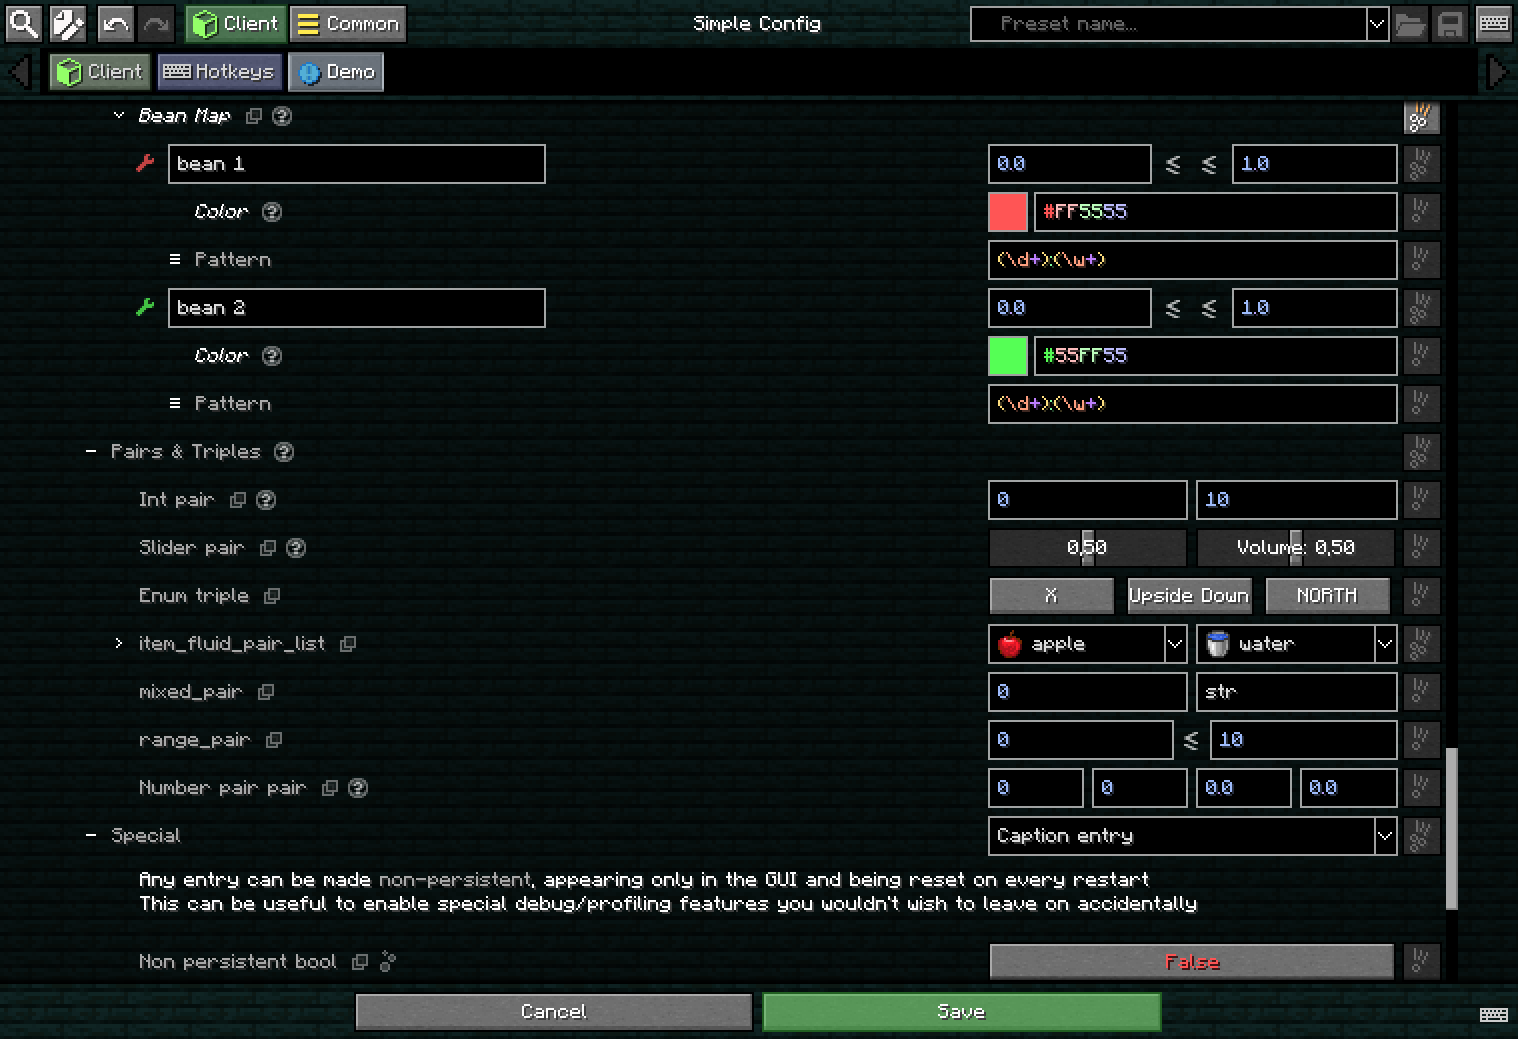 Client Common Simple Config Preset name...
Client Hotkeys Demo
Bean Map
bean 1 0.0 ≤ ≤ 1.0
Color #FF5555
Pattern (\d+):(\w+)
bean 2 0.0 ≤ ≤ 1.0
Color #55FF55
Pattern (\d+):(\w+)
Pairs & Triples
Int pair 0 10
Slider pair 0,50 Volume: 0,50
Enum triple X Upside Down NORTH
item_fluid_pair_list apple water
mixed_pair 0 str
range_pair 0 ≤ 10
Number pair pair 0 0 0.0 0.0
Special Caption entry
Any entry can be made non-persistent, appearing only in the GUI and being reset on every restart
This can be useful to enable special debug/profiling features you wouldn't wish to leave on accidentally
Non persistent bool False
Cancel Save